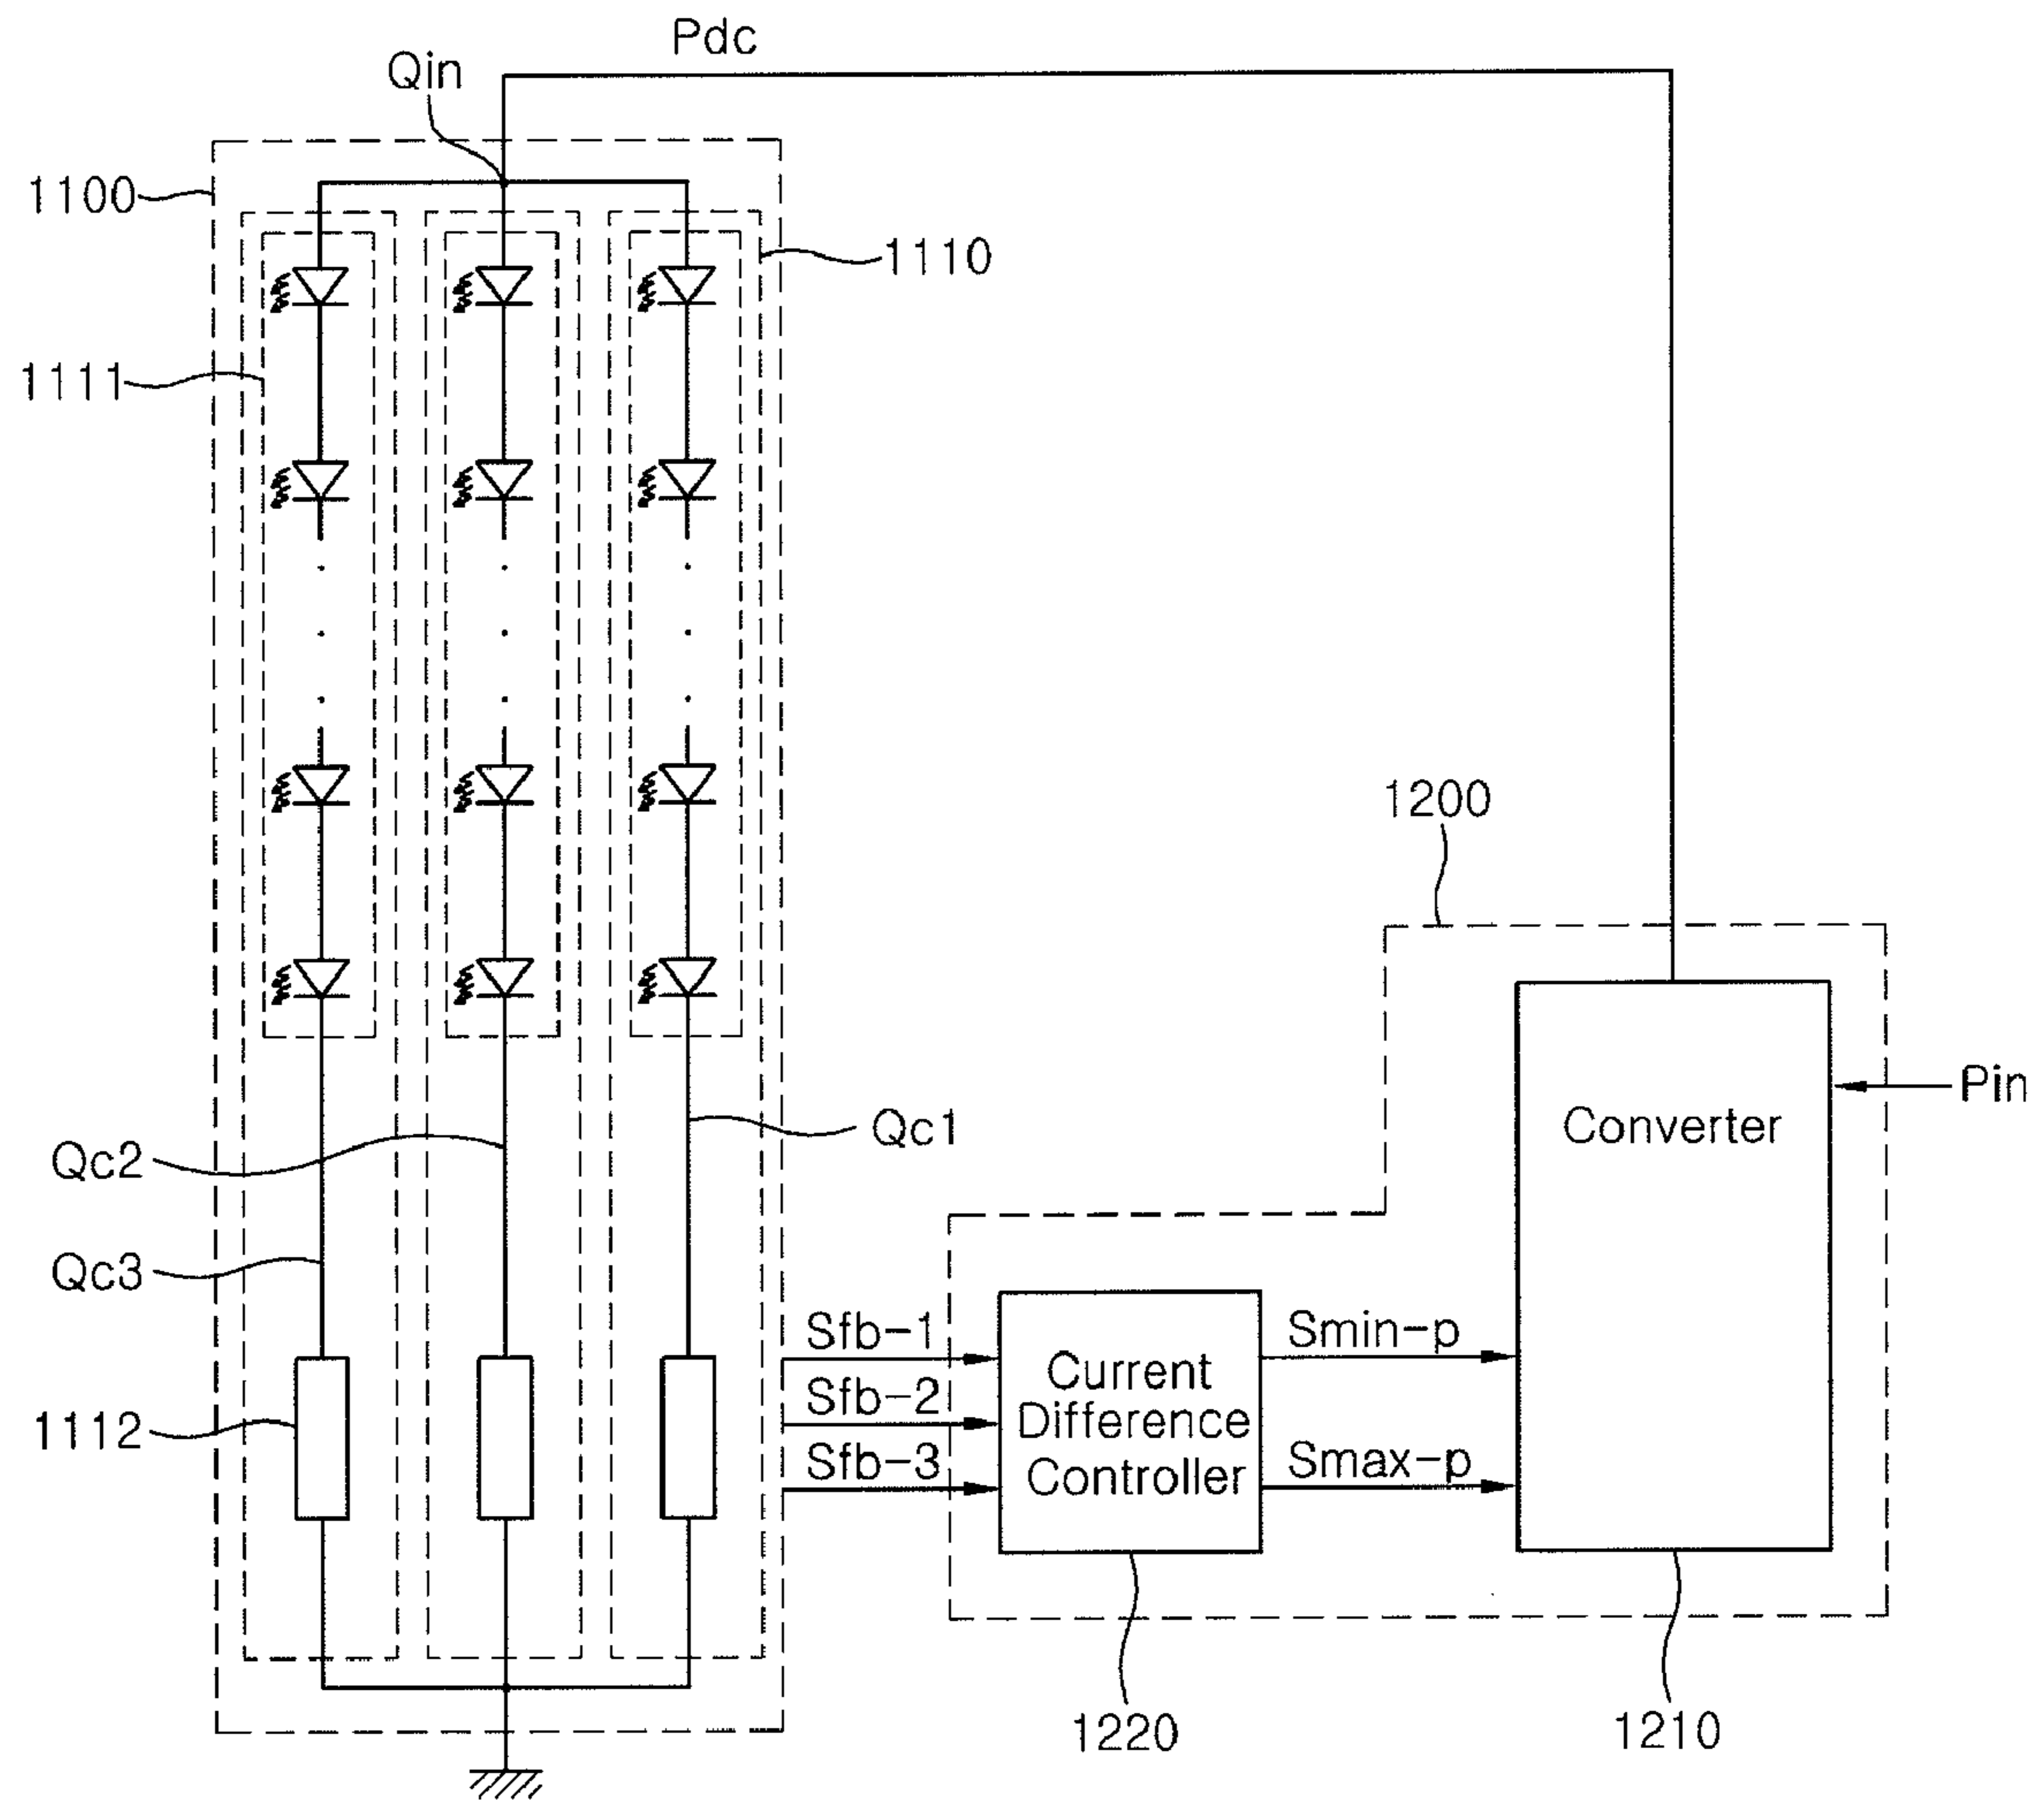 Pdc
Qin
1100
1110
1111
1200
Pin
Converter
Qc1
Qc2
Qc3
Sfb-1
Smin-p
Current
Difference
Controller
Sfb-2
Sfb-3
Smax-p
1112
1220
1210